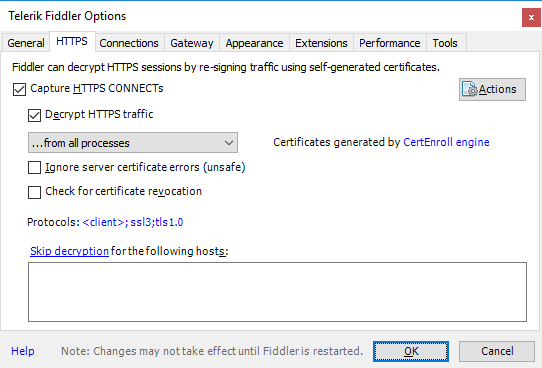 Telerik Fiddler Options
x
General HTTPS Connections Gateway Appearance Extensions Performance Tools
Fiddler can decrypt HTTPS sessions by re-signing traffic using self-generated certificates.
Capture HTTPS CONNECTs Actions
Decrypt HTTPS traffic
...from all processes Certificates generated by CertEnroll engine
Ignore server certificate errors (unsafe)
Check for certificate revocation
Protocols: <client>; ssl3;tls1.0
Skip decryption for the following hosts:
Help Note: Changes may not take effect until Fiddler is restarted. OK Cancel